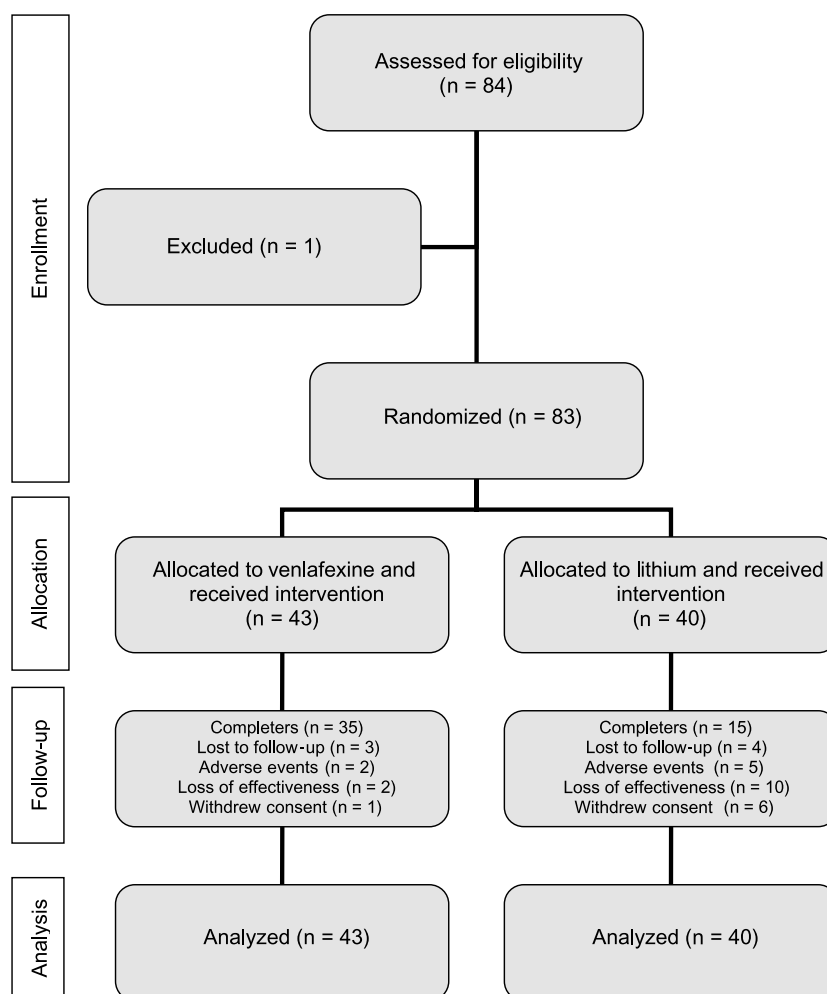 Enrollment
Assessed for eligibility
(n = 84)
Excluded (n = 1)
Randomized (n = 83)
Allocation
Allocated to venlafexine and
received intervention
(n = 43)
Allocated to lithium and received
intervention
(n = 40)
Follow-up
Completers (n = 35)
Lost to follow-up (n = 3)
Adverse events (n = 2)
Loss of effectiveness (n = 2)
Withdrew consent (n = 1)
Completers (n = 15)
Lost to follow-up (n = 4)
Adverse events (n = 5)
Loss of effectiveness (n = 10)
Withdrew consent (n = 6)
Analysis
Analyzed (n = 43)
Analyzed (n = 40)